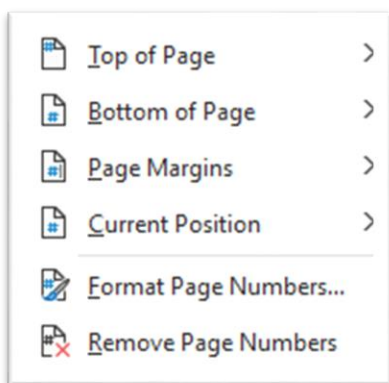 Top of Page
Bottom of Page
Page Margins
Current Position
Format Page Numbers...
Remove Page Numbers